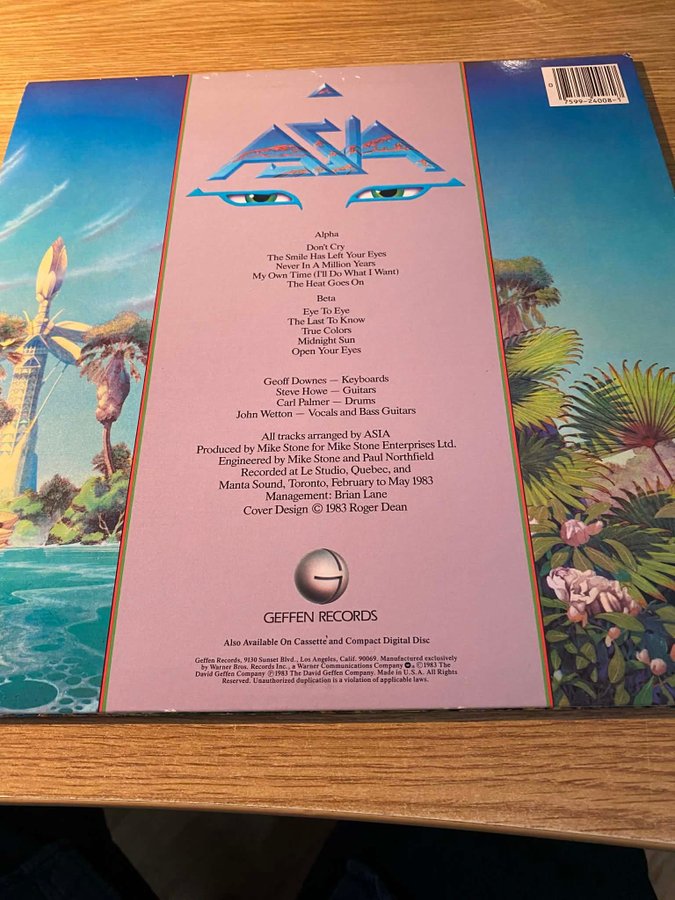 0
7599-24008-1
ASIA
Alpha
Don't Cry
The Smile Has Left Your Eyes
Never In A Million Years
My Own Time (I'll Do What I Want)
The Heat Goes On
Beta
Eye To Eye
The Last To Know
True Colors
Midnight Sun
Open Your Eyes
Geoff Downes — Keyboards
Steve Howe — Guitars
Carl Palmer — Drums
John Wetton — Vocals and Bass Guitars
All tracks arranged by ASIA
Produced by Mike Stone for Mike Stone Enterprises Ltd.
Engineered by Mike Stone and Paul Northfield
Recorded at Le Studio, Quebec, and
Manta Sound, Toronto, February to May 1983
Management: Brian Lane
Cover Design © 1983 Roger Dean
GEFFEN RECORDS
Also Available On Cassette and Compact Digital Disc
Geffen Records, 9130 Sunset Blvd., Los Angeles, Calif. 90069. Manufactured exclusively
by Warner Bros. Records Inc., a Warner Communications Company. © 1983 The
David Geffen Company ℗ 1983 The David Geffen Company. Made in U.S.A. All Rights
Reserved. Unauthorized duplication is a violation of applicable laws.